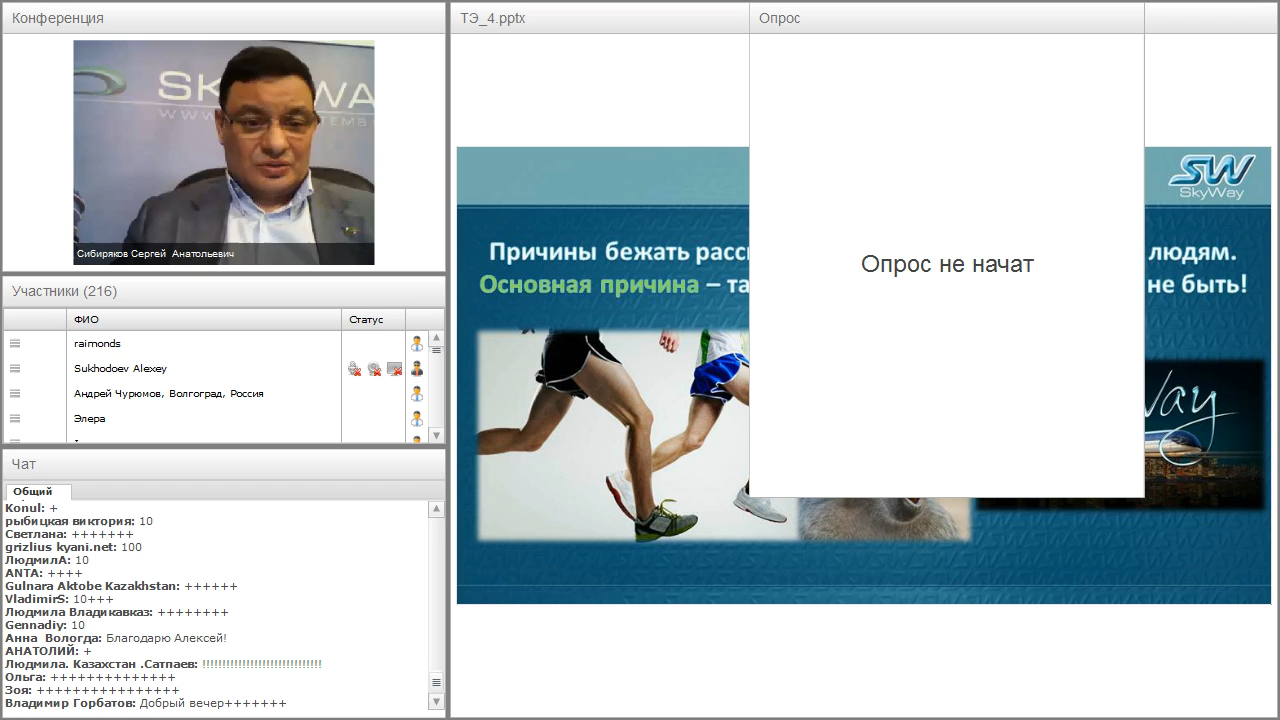 Конференция
SKYWAY
Сибиряков Сергей Анатольевич
Участники (216)
ФИО
Статус
raimonds
Sukhodoev Alexey
Андрей Чурюмов, Волгоград, Россия
Элера
Чат
Общий
Konul: +
рыбицкая виктория: 10
Светлана: +++++++
grizlius kyani.net: 100
ЛюдмилА: 10
ANTA: ++++
Gulnara Aktobe Kazakhstan: ++++++
VladimirS: 10+++
Людмила Владикавказ: ++++++++
Gennadiy: 10
Анна Вологда: Благодарю Алексей!
АНАТОЛИЙ: +
Людмила. Казахстан .Сатпаев: !!!!!!!!!!!!!!!!!!!!!!!!!!!!!!
Ольга: ++++++++++++++
Зоя: ++++++++++++++++
Владимир Горбатов: Добрый вечер+++++++
ТЭ_4.pptx
Опрос
SW
SkyWay
Причины бежать людям.
Основная причина – не быть!
Опрос не начат
Way